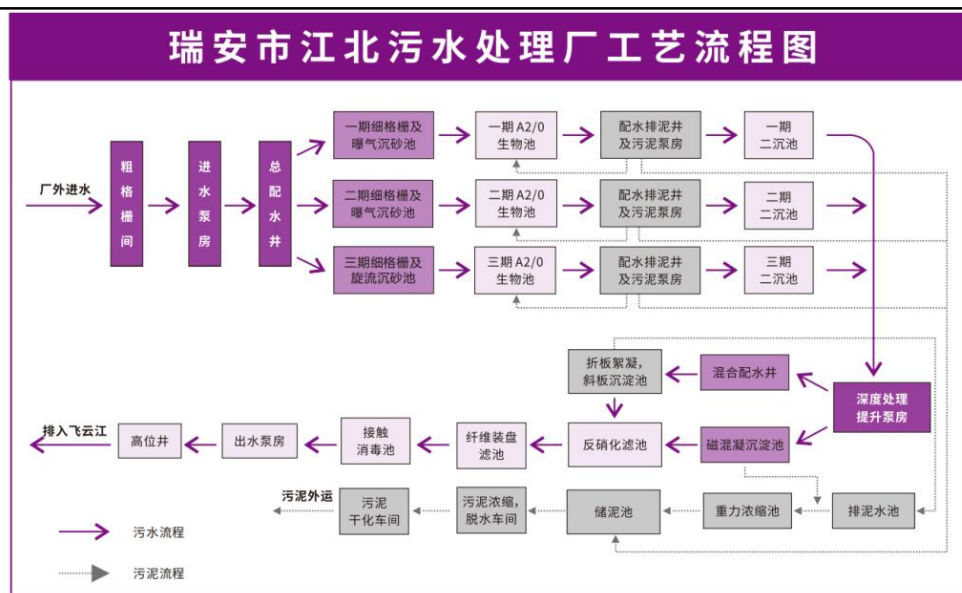 瑞安市江北污水处理厂工艺流程图
厂外进水
粗格栅间
进水泵房
总配水井
一期细格栅及
曝气沉砂池
一期 A2/0
生物池
配水排泥井
及污泥泵房
一期
二沉池
二期细格栅及
曝气沉砂池
二期 A2/0
生物池
配水排泥井
及污泥泵房
二期
二沉池
三期细格栅及
旋流沉砂池
三期 A2/0
生物池
配水排泥井
及污泥泵房
三期
二沉池
折板絮凝，
斜板沉淀池
混合配水井
深度处理
提升泵房
排入飞云江
高位井
出水泵房
接触
消毒池
纤维装盘
滤池
反硝化滤池
磁混凝沉淀池
污泥外运
污泥
干化车间
污泥浓缩，
脱水车间
储泥池
重力浓缩池
排泥水池
污水流程
污泥流程